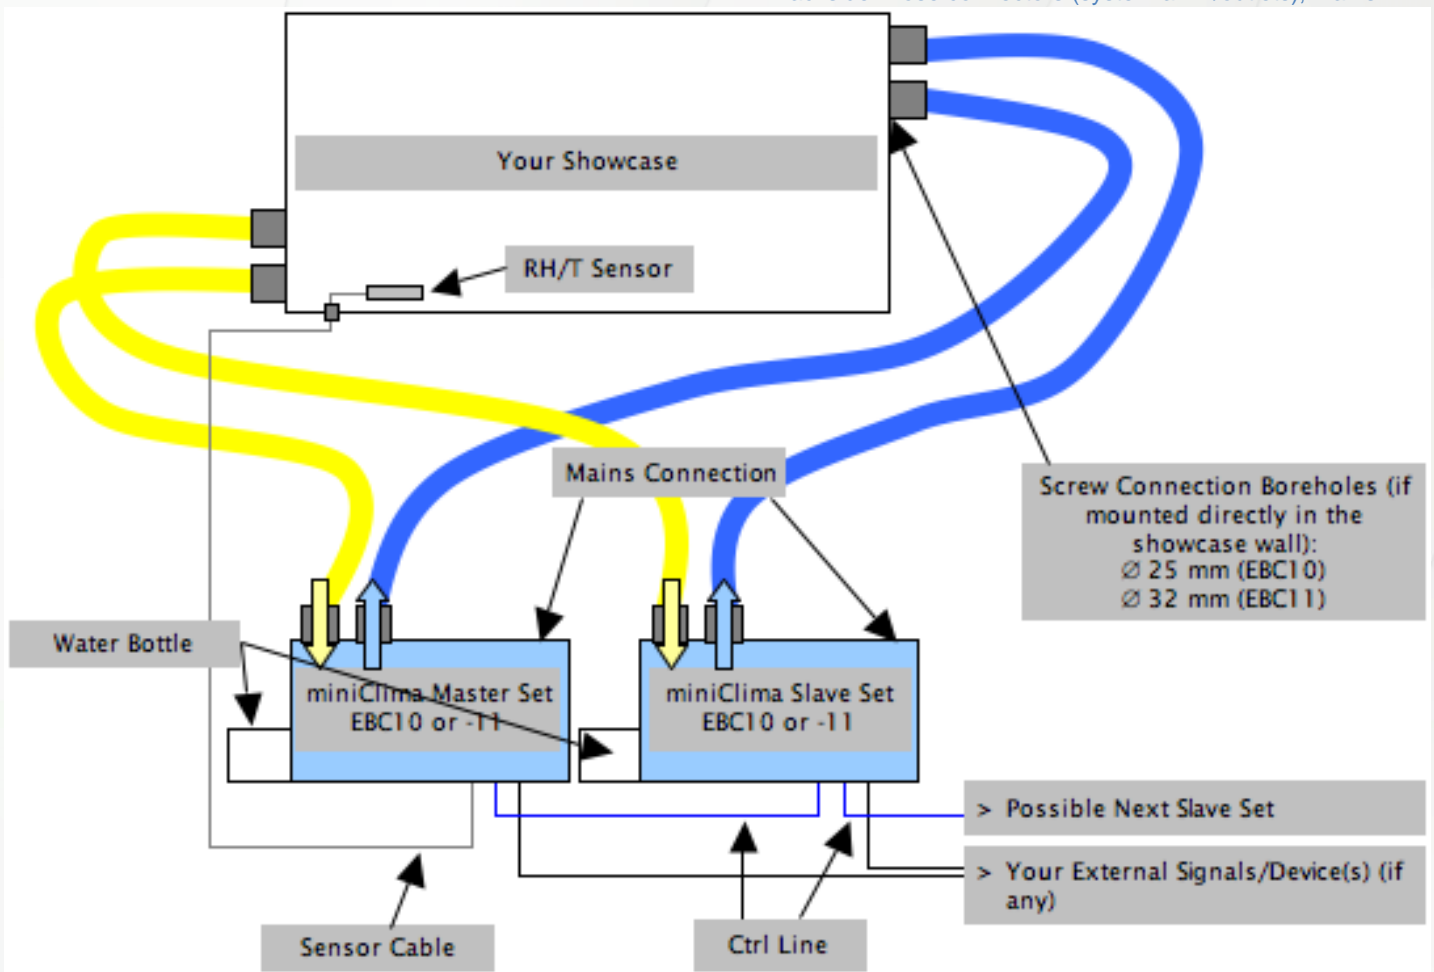 Your Showcase
RH/T Sensor
Mains Connection
Screw Connection Boreholes (if
mounted directly in the
showcase wall):
∅ 25 mm (EBC10)
∅ 32 mm (EBC11)
Water Bottle
miniClima Master Set
EBC10 or -11
miniClima Slave Set
EBC10 or -11
> Possible Next Slave Set
> Your External Signals/Device(s) (if
any)
Sensor Cable
Ctrl Line